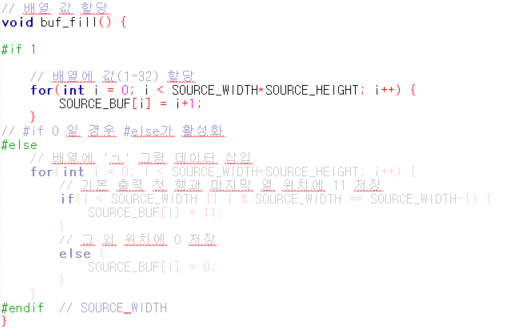 // 배열 값 할당
void buf_fill() {
#if 1
// 배열에 값(1~32) 할당
for(int i = 0; i < SOURCE_WIDTH*SOURCE_HEIGHT; i++) {
SOURCE_BUF[i] = i+1;
}
// #if 0 일 경우 #else가 활성화
#else
// 배열에 'ㄱ' 그림 데이터 삽입
for(int i = 0; i < SOURCE_WIDTH*SOURCE_HEIGHT; i++) {
// 기본 출력 첫 행과 마지막 열 위치에 11 저장
if(i < SOURCE_WIDTH || i % SOURCE_WIDTH == SOURCE_WIDTH-1) {
SOURCE_BUF[i] = 11;
}
// 그 외 위치에 0 저장
else {
SOURCE_BUF[i] = 0;
}
}
#endif // SOURCE_WIDTH
}